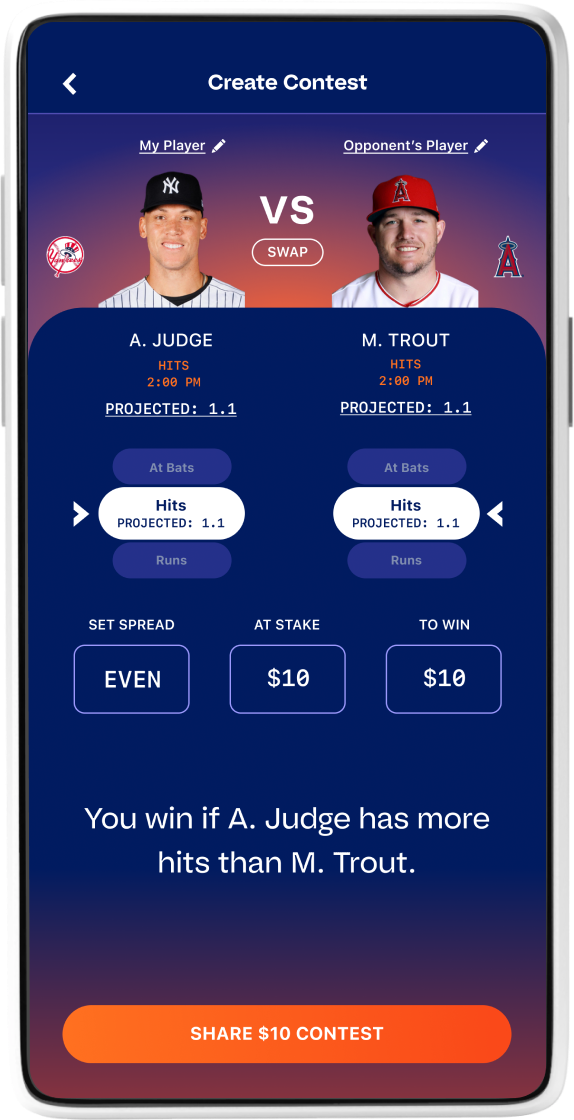 Create Contest
My Player
Opponent's Player
NY
A
VS
Yankees
SWAP
A
A. JUDGE
M. TROUT
HITS
HITS
2:00 PM
2:00 PM
PROJECTED: 1.1
PROJECTED: 1.1
At Bats
At Bats
Hits
Hits
PROJECTED: 1.1
PROJECTED: 1.1
Runs
Runs
SET SPREAD
AT STAKE
TO WIN
EVEN
$10
$10
You win if A. Judge has more
hits than M. Trout.
SHARE $10 CONTEST